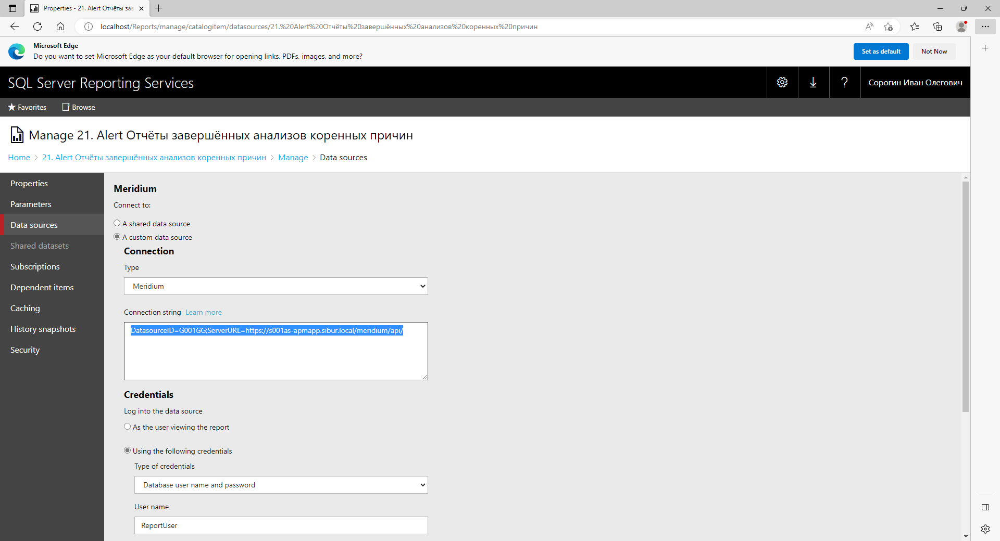 Properties - 21. Alert Отчёты зав
localhost/Reports/manage/catalogitem/datasources/21.%20Alert%20Отчёты%20завершённых%20анализов%20коренных%20причин
Microsoft Edge
Do you want to set Microsoft Edge as your default browser for opening links, PDFs, images, and more?
Set as default
Not Now
SQL Server Reporting Services
Сорогин Иван Олегович
Favorites
Browse
Manage 21. Alert Отчёты завершённых анализов коренных причин
Home > 21. Alert Отчёты завершённых анализов коренных причин > Manage > Data sources
Properties
Parameters
Data sources
Shared datasets
Subscriptions
Dependent items
Caching
History snapshots
Security
Meridium
Connect to:
A shared data source
A custom data source
Connection
Type
Meridium
Connection string Learn more
DatasourceID=G001GG;ServerURL=https://s001as-apmapp.sibur.local/meridium/api/
Credentials
Log into the data source
As the user viewing the report
Using the following credentials
Type of credentials
Database user name and password
User name
ReportUser